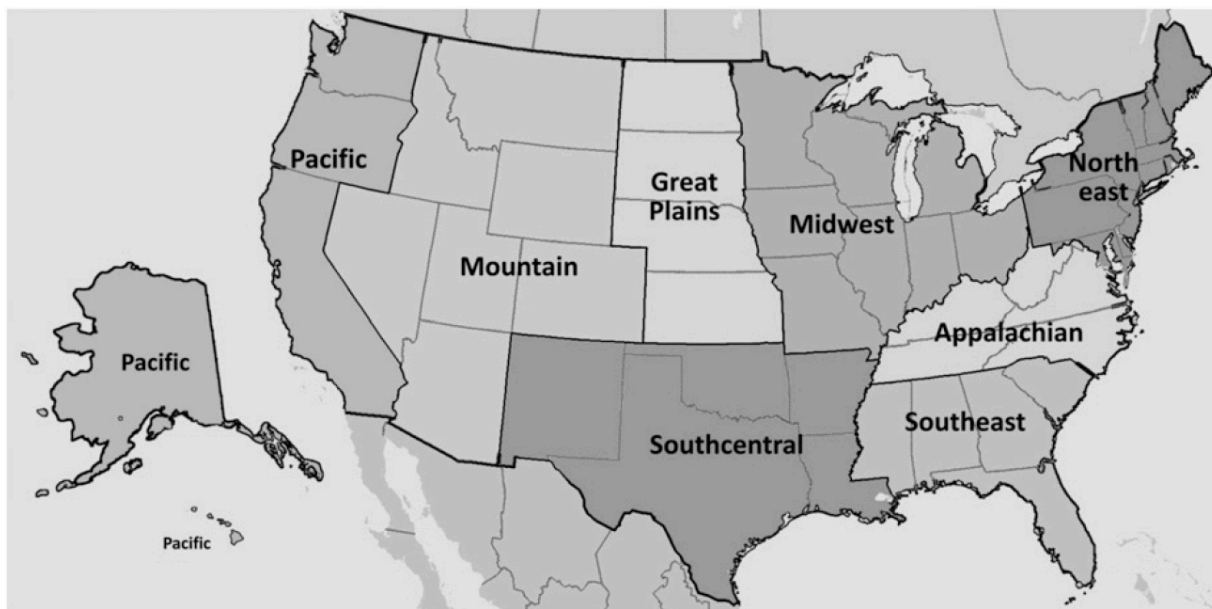 Pacific
Great
Plains
North
east
Midwest
Mountain
Appalachian
Pacific
Southeast
Southcentral
Pacific